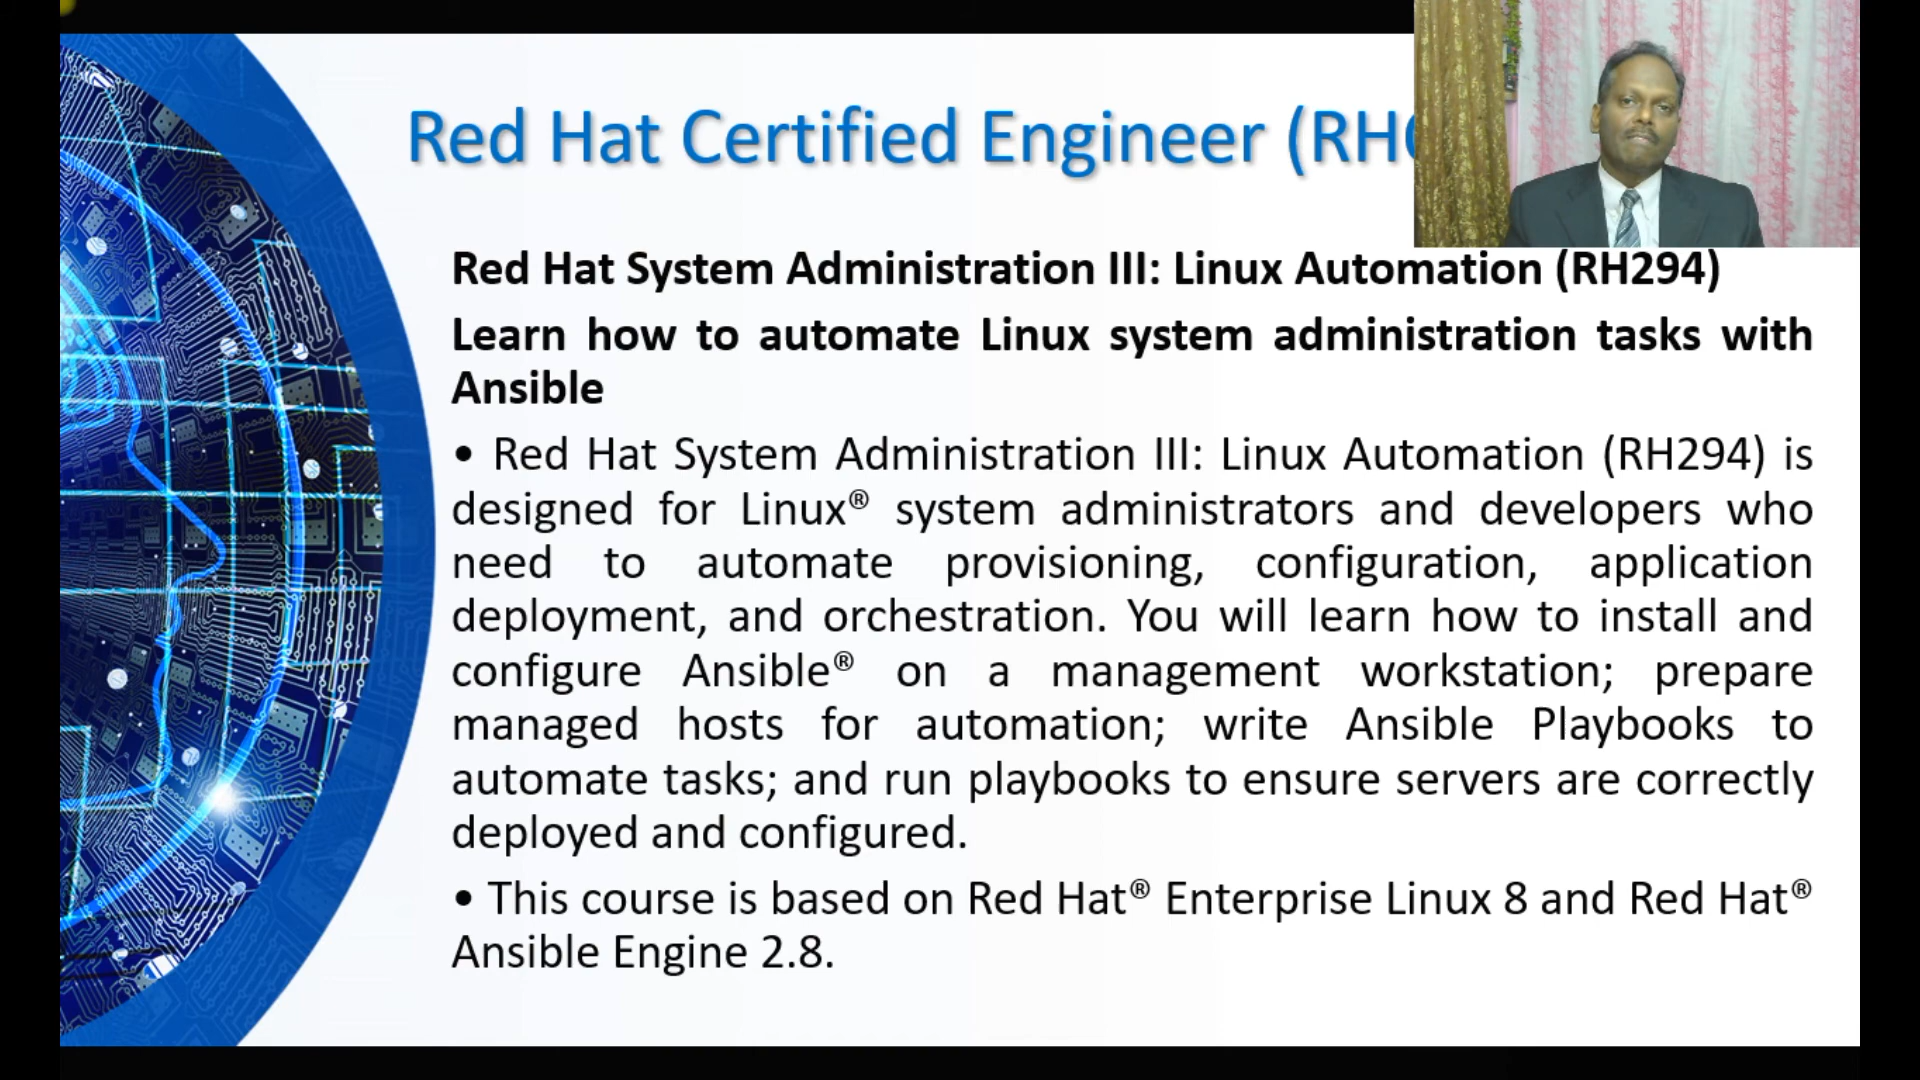 Red Hat Certified Engineer (RH
Red Hat System Administration III: Linux Automation (RH294)
Learn how to automate Linux system administration tasks with
Ansible
• Red Hat System Administration III: Linux Automation (RH294) is
designed for Linux® system administrators and developers who
need to automate provisioning, configuration, application
deployment, and orchestration. You will learn how to install and
configure Ansible® on a management workstation; prepare
managed hosts for automation; write Ansible Playbooks to
automate tasks; and run playbooks to ensure servers are correctly
deployed and configured.
• This course is based on Red Hat® Enterprise Linux 8 and Red Hat®
Ansible Engine 2.8.